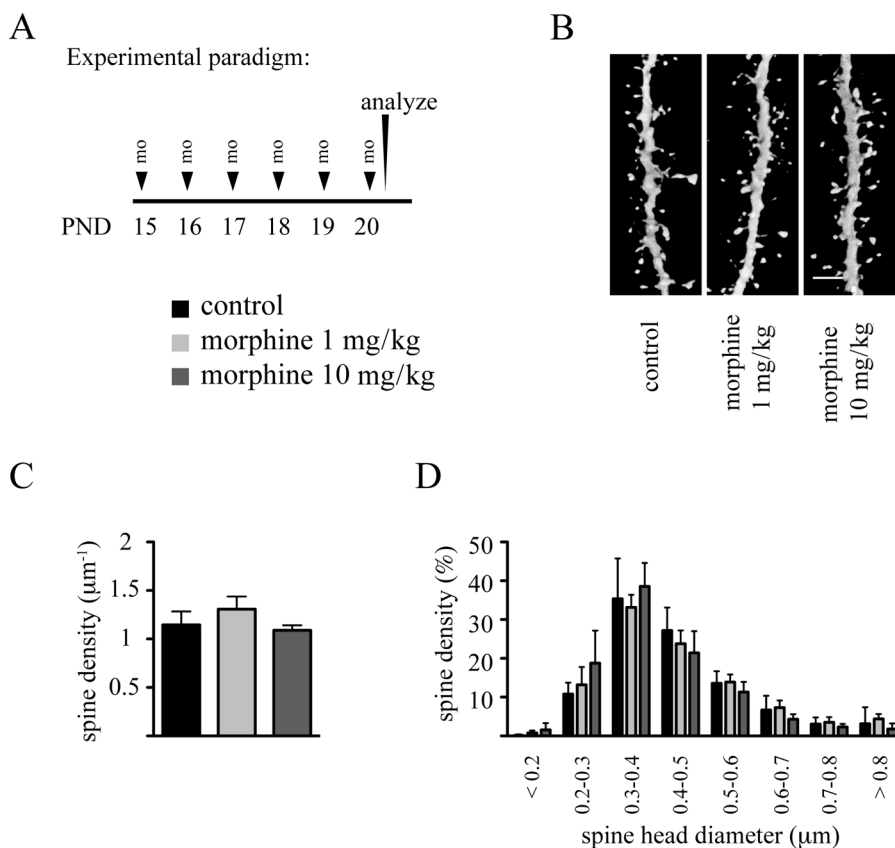 A
Experimental paradigm:
analyze
mo mo mo mo mo mo
PND 15 16 17 18 19 20
control
morphine 1 mg/kg
morphine 10 mg/kg
B
control
morphine
1 mg/kg
morphine
10 mg/kg
C
spine density (μm⁻¹)
2
1.5
1
0.5
D
spine density (%)
50
40
30
20
10
< 0.2
0.2-0.3
0.3-0.4
0.4-0.5
0.5-0.6
0.6-0.7
0.7-0.8
> 0.8
spine head diameter (μm)